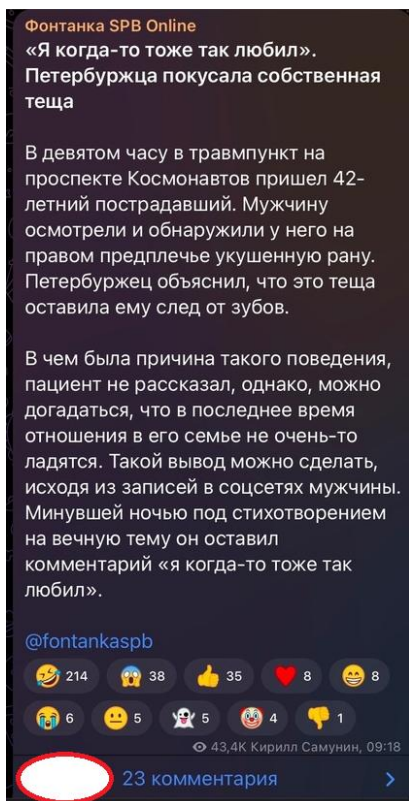 Фонтанка SPB Online
«Я когда-то тоже так любил».
Петербуржца покусала собственная
теща
В девятом часу в травмпункт на
проспекте Космонавтов пришел 42-
летний пострадавший. Мужчину
осмотрели и обнаружили у него на
правом предплечье укушенную рану.
Петербуржец объяснил, что это теща
оставила ему след от зубов.
В чем была причина такого поведения,
пациент не рассказал, однако, можно
догадаться, что в последнее время
отношения в его семье не очень-то
ладятся. Такой вывод можно сделать,
исходя из записей в соцсетях мужчины.
Минувшей ночью под стихотворением
на вечную тему он оставил
комментарий «я когда-то тоже так
любил».
@fontankaspb
214 38 35 8 8
6 5 5 4 1
43,4K Кирилл Самунин, 09:18
23 комментария